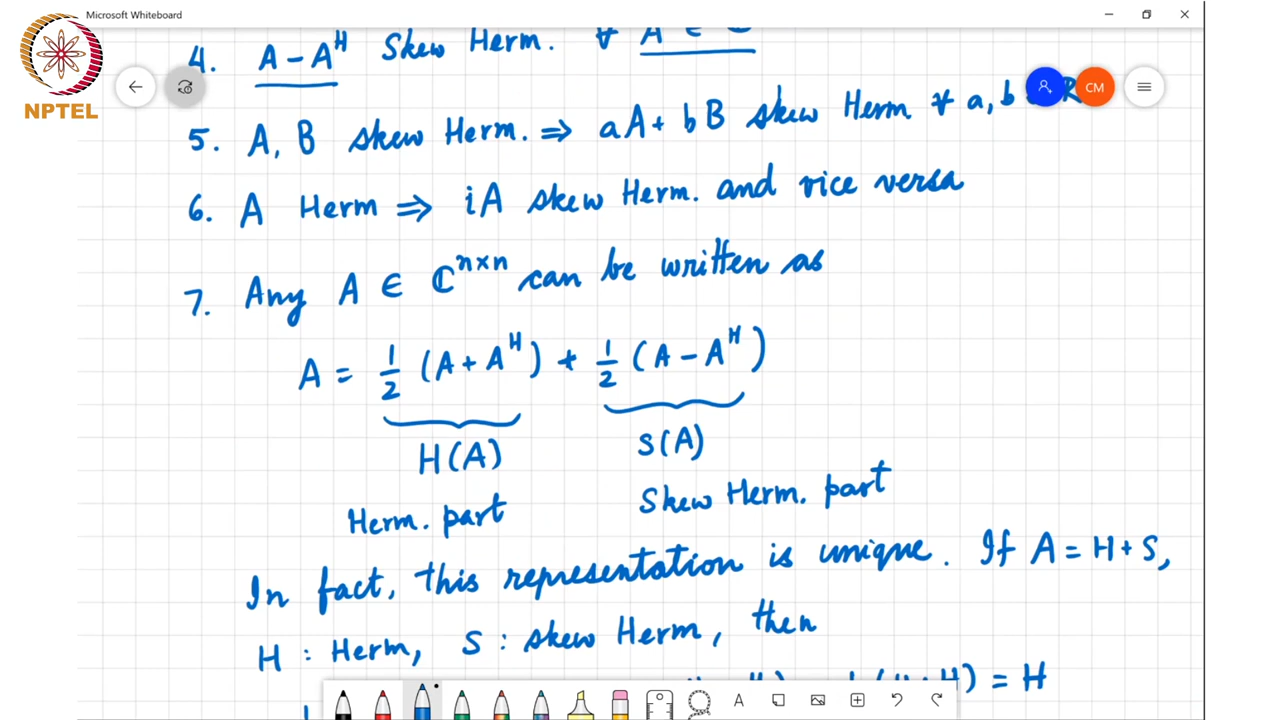 Microsoft Whiteboard
NPTEL
CM
4. A - A^H Skew Herm. ∀ A ∈ ℂ
5. A, B skew Herm. ⇒ aA + bB skew Herm ∀ a, b R
6. A Herm ⇒ iA skew Herm. and vice versa
7. Any A ∈ ℂ^{n×n} can be written as
A = 1/2 (A + A^H) + 1/2 (A - A^H)
H(A) S(A)
Herm. part Skew Herm. part
In fact, this representation is unique. If A = H + S,
H : Herm, S : skew Herm, then
= H